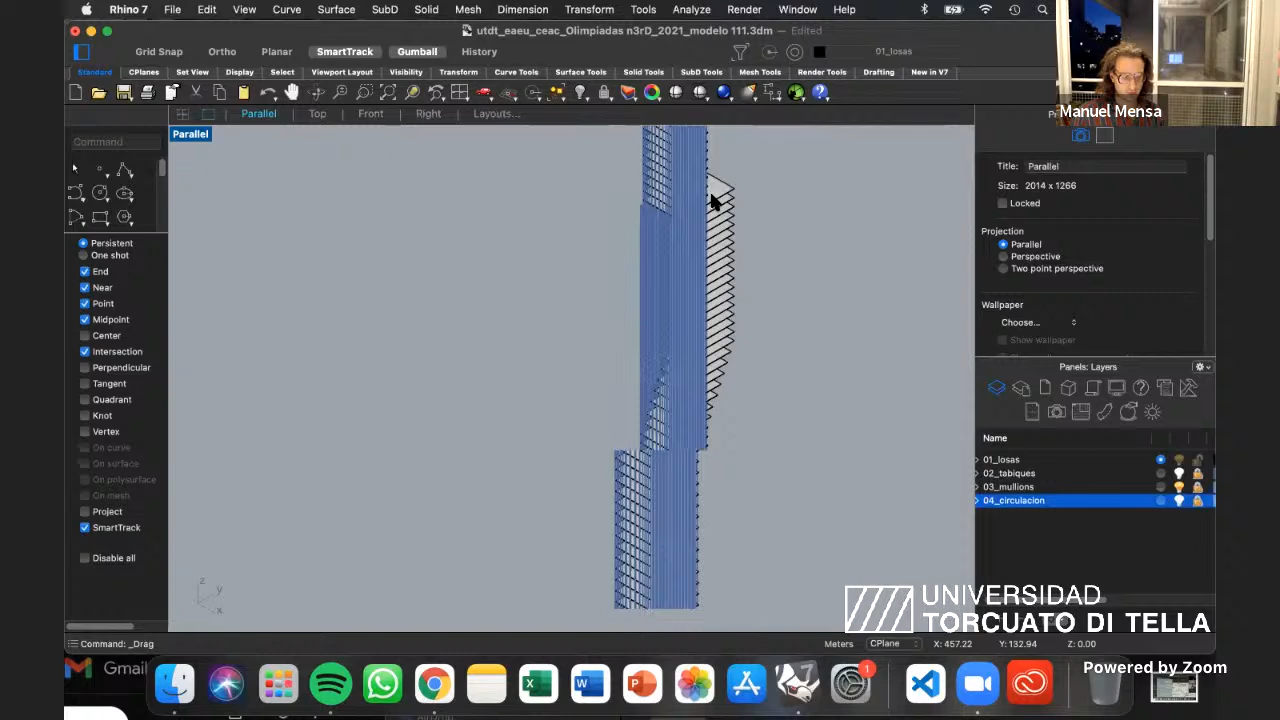 Rhino 7 File Edit View Curve Surface SubD Solid Mesh Dimension Transform Tools Analyze Render Window Help
utdt_eaeu_ceac_Olimpiadas n3rD_2021_modelo 111.3dm — Edited
Grid Snap Ortho Planar SmartTrack Gumball History 01_losas
Standard CPlanes Set View Display Select Viewport Layout Visibility Transform Curve Tools Surface Tools Solid Tools SubD Tools Mesh Tools Render Tools Drafting New in V7
Manuel Mensa
Parallel Top Front Right Layouts...
Parallel
Command
Persistent
One shot
End
Near
Point
Midpoint
Center
Intersection
Perpendicular
Tangent
Quadrant
Knot
Vertex
On curve
On surface
On polysurface
On mesh
Project
SmartTrack
Disable all
z
y
x
Title: Parallel
Size: 2014 x 1266
Locked
Projection
Parallel
Perspective
Two point perspective
Wallpaper
Choose...
Show wallpaper
Panels: Layers
Name
01_losas
02_tabiques
03_mullions
04_circulacion
UNIVERSIDAD
TORCUATO DI TELLA
Command: _Drag Meters CPlane X: 457.22 Y: 132.94 Z: 0.00
Gmail
1
Powered by Zoom